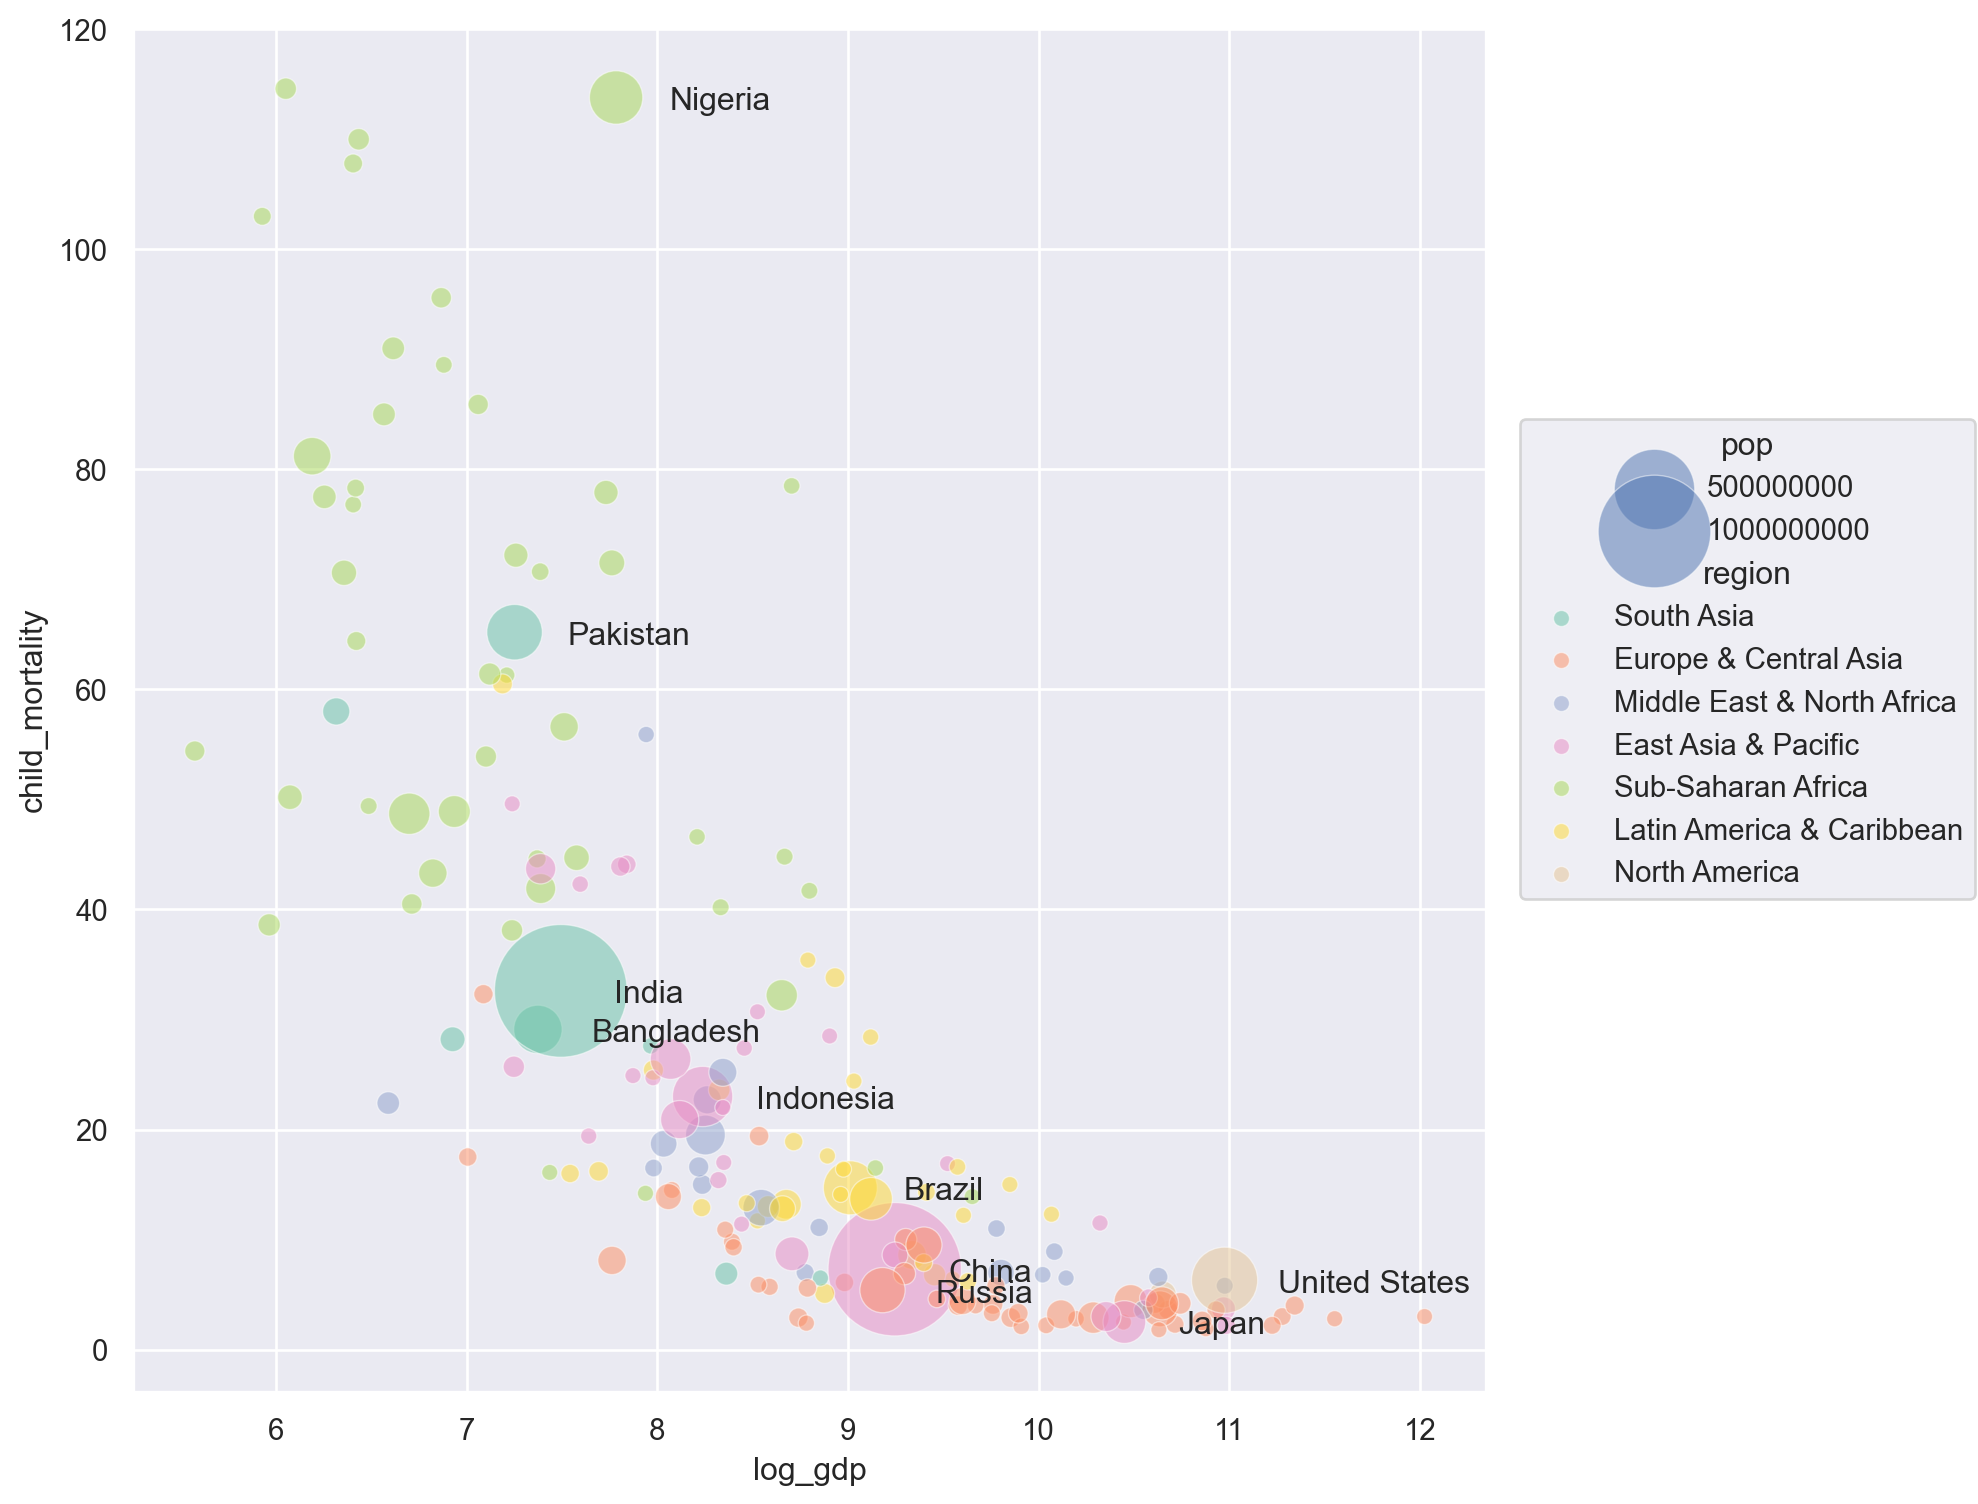 120
100
80
60
40
20
0
child_mortality
6
7
8
9
10
11
12
log_gdp
Nigeria
Pakistan
India
Bangladesh
Indonesia
Brazil
China
Russia
United States
Japan
pop
500000000
1000000000
region
South Asia
Europe & Central Asia
Middle East & North Africa
East Asia & Pacific
Sub-Saharan Africa
Latin America & Caribbean
North America